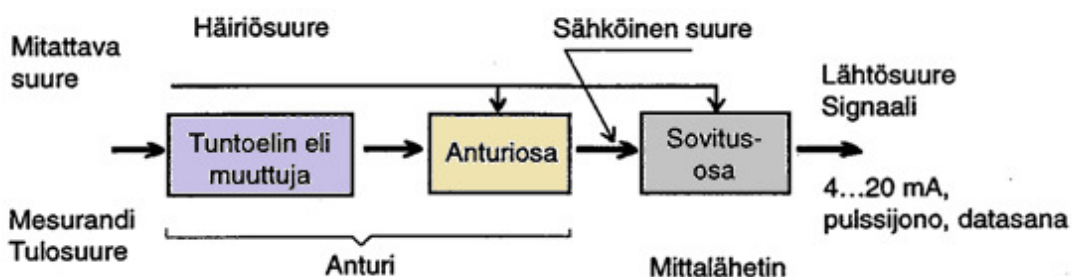 Häiriösuure
Sähköinen suure
Mitattava
suure
Lähtösuure
Signaali
Tuntoelin eli
muuttuja
Anturiosa
Sovitus-
osa
4...20 mA,
pulssijono, datasana
Mesurandi
Tulosuure
Anturi
Mittalähetin